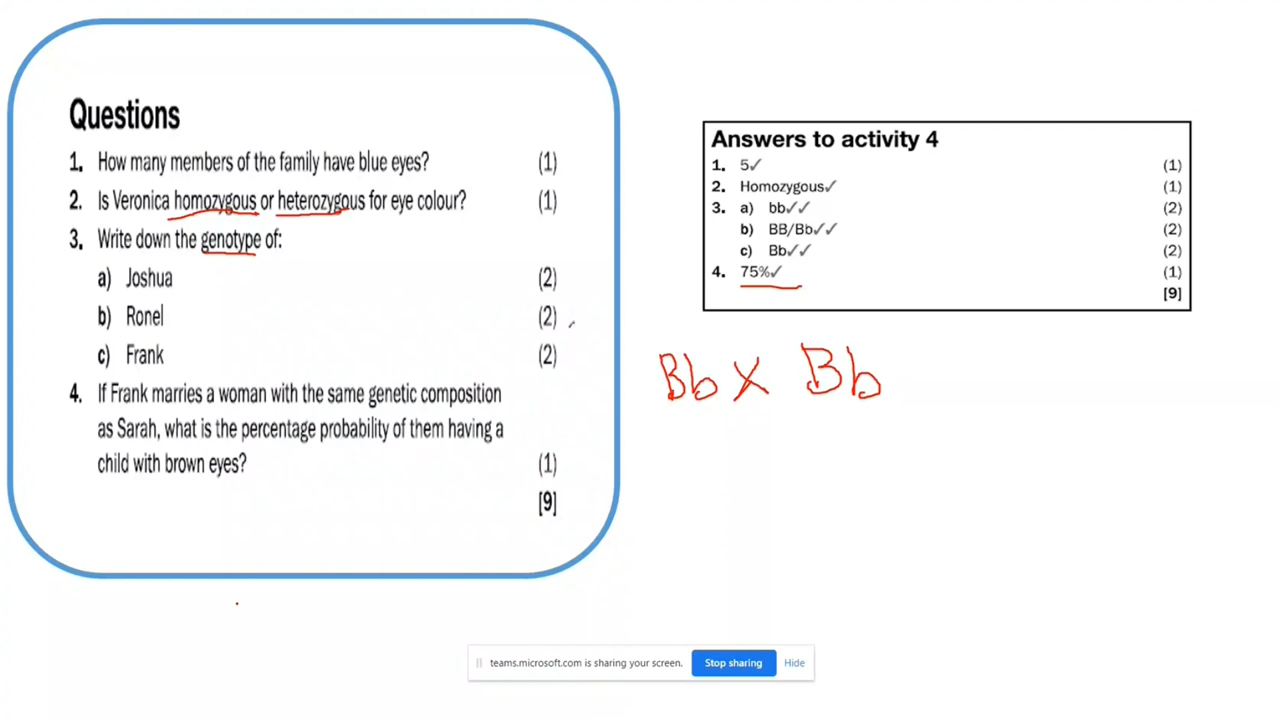 Questions
1. How many members of the family have blue eyes? (1)
2. Is Veronica homozygous or heterozygous for eye colour? (1)
3. Write down the genotype of:
a) Joshua (2)
b) Ronel (2)
c) Frank (2)
4. If Frank marries a woman with the same genetic composition
as Sarah, what is the percentage probability of them having a
child with brown eyes? (1)
[9]
Answers to activity 4
1. 5✓ (1)
2. Homozygous✓ (1)
3. a) bb✓✓ (2)
b) BB/Bb✓✓ (2)
c) Bb✓✓ (2)
4. 75%✓ (1)
[9]
Bb x Bb
teams.microsoft.com is sharing your screen. Stop sharing Hide